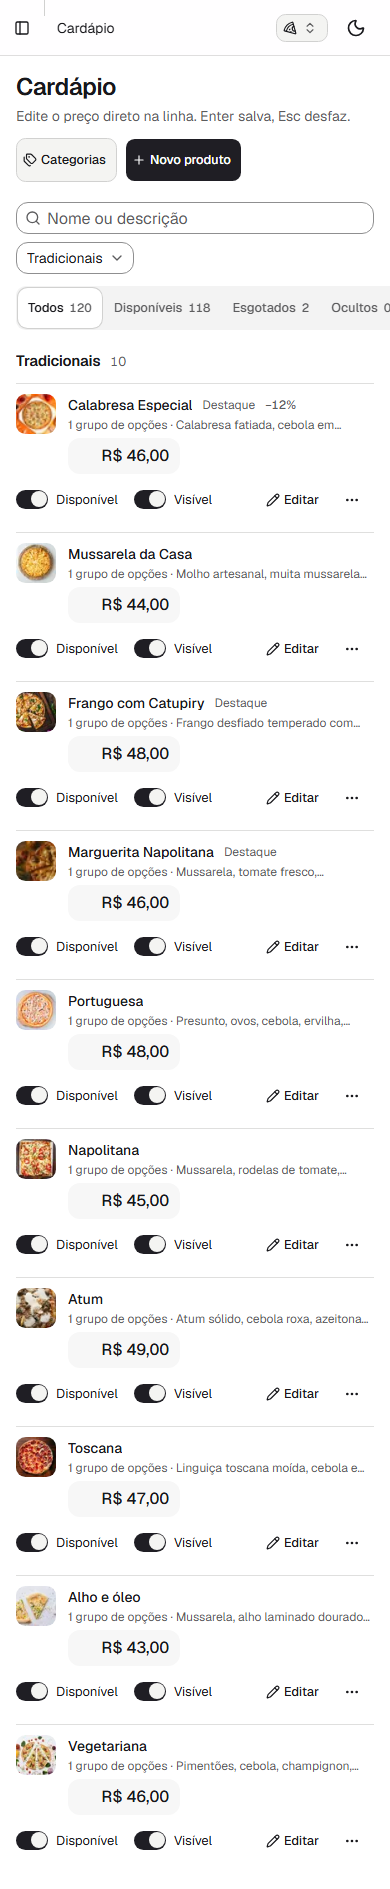 Cardápio
Cardápio
Edite o preço direto na linha. Enter salva, Esc desfaz.
Categorias
Novo produto
Nome ou descrição
Tradicionais
Todos 120 Disponíveis 118 Esgotados 2 Ocultos 0
Tradicionais 10
Calabresa Especial Destaque −12%
1 grupo de opções · Calabresa fatiada, cebola em…
R$ 46,00
Disponível Visível Editar
Mussarela da Casa
1 grupo de opções · Molho artesanal, muita mussarela…
R$ 44,00
Disponível Visível Editar
Frango com Catupiry Destaque
1 grupo de opções · Frango desfiado temperado com…
R$ 48,00
Disponível Visível Editar
Marguerita Napolitana Destaque
1 grupo de opções · Mussarela, tomate fresco,…
R$ 46,00
Disponível Visível Editar
Portuguesa
1 grupo de opções · Presunto, ovos, cebola, ervilha,…
R$ 48,00
Disponível Visível Editar
Napolitana
1 grupo de opções · Mussarela, rodelas de tomate,…
R$ 45,00
Disponível Visível Editar
Atum
1 grupo de opções · Atum sólido, cebola roxa, azeitona…
R$ 49,00
Disponível Visível Editar
Toscana
1 grupo de opções · Linguiça toscana moída, cebola e…
R$ 47,00
Disponível Visível Editar
Alho e óleo
1 grupo de opções · Mussarela, alho laminado dourado…
R$ 43,00
Disponível Visível Editar
Vegetariana
1 grupo de opções · Pimentões, cebola, champignon,…
R$ 46,00
Disponível Visível Editar